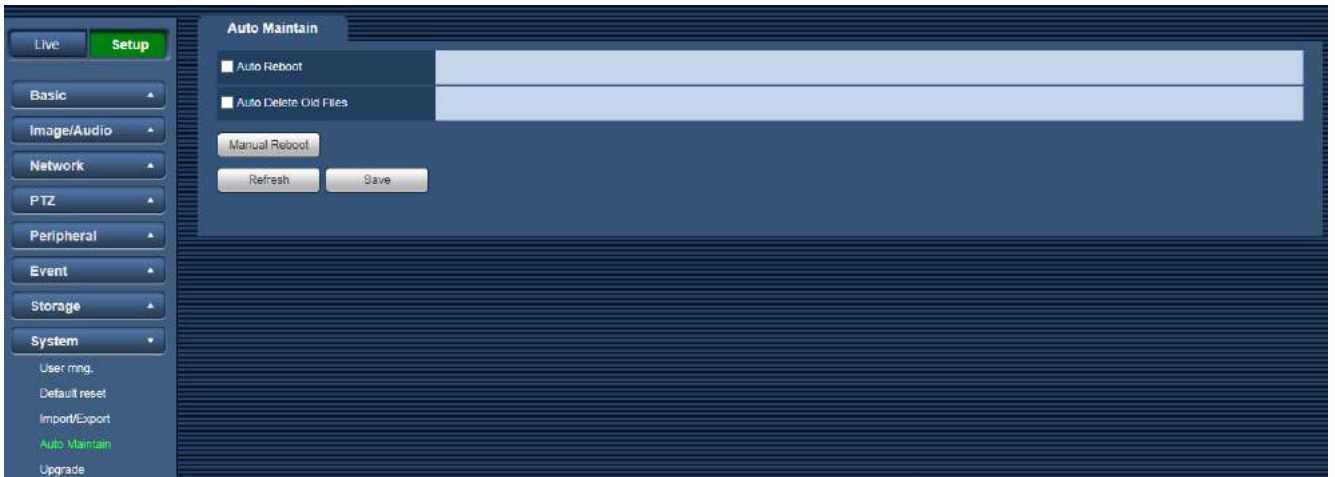 Live Setup
Basic
Image/Audio
Network
PTZ
Peripheral
Event
Storage
System
User mng.
Default reset
Import/Export
Auto Maintain
Upgrade
Auto Maintain
Auto Reboot
Auto Delete Old Files
Manual Reboot
Refresh Save